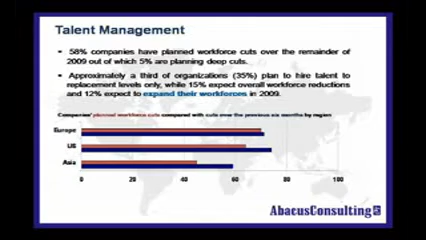 Talent Management
• 58% companies have planned workforce cuts over the remainder of
2009 out of which 5% are planning deep cuts.
• Approximately a third of organizations (35%) plan to hire talent to
replacement levels only, while 15% expect overall workforce reductions
and 12% expect to expand their workforces in 2009.
Companies' planned workforce cuts compared with cuts over the previous six months by region
Europe
US
Asia
0 20 40 60 80 100
AbacusConsulting